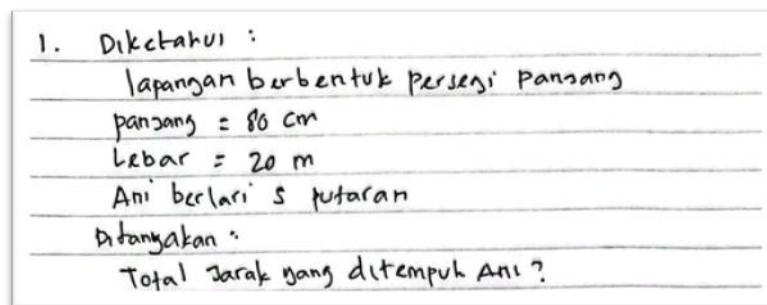 1. Diketahui :
lapangan berbentuk persegi panjang
panjang = 80 cm
Lebar = 20 m
Ani berlari 5 putaran
Ditanyakan :
Total Jarak yang ditempuh Ani?